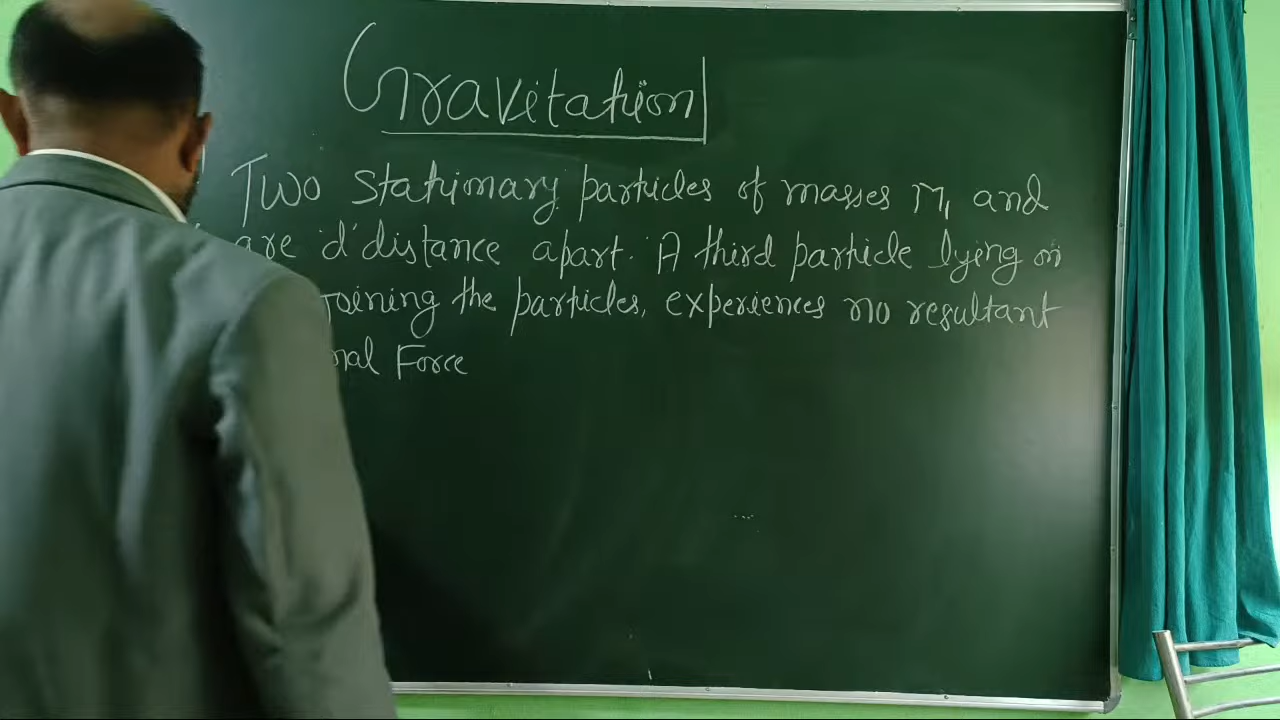 Gravitation
Two stationary particles of masses M1 and
are 'd' distance apart. A third particle lying on
joining the particles, experiences no resultant
nal Force